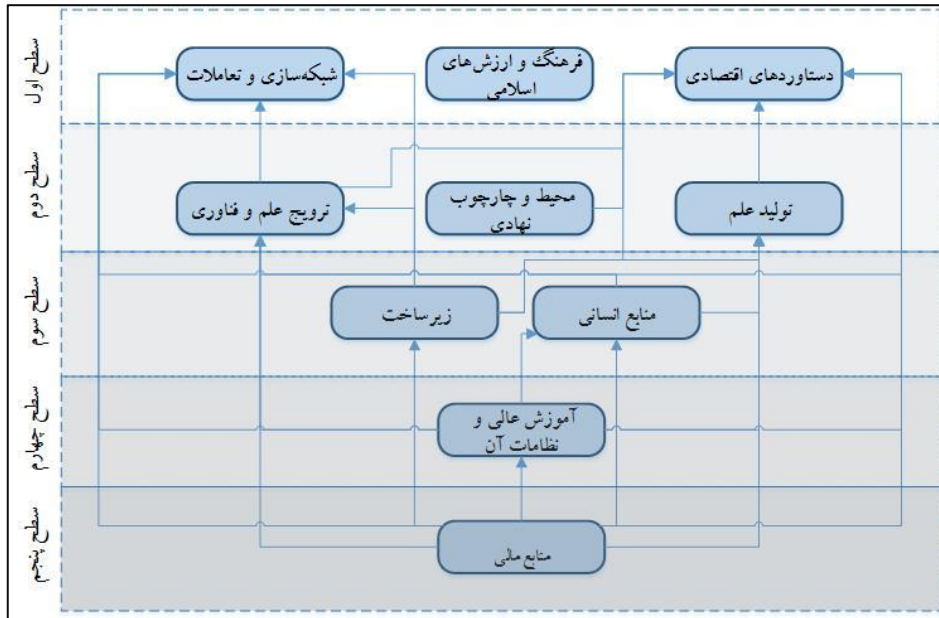 سطح اول
دستاوردهای اقتصادی
فرهنگ و ارزش‌های
اسلامی
شبکه‌سازی و تعاملات
سطح دوم
تولید علم
محیط و چارچوب
نهادی
ترویج علم و فناوری
سطح سوم
منابع انسانی
زیرساخت
سطح چهارم
آموزش عالی و
نظامات آن
سطح پنجم
منابع مالی